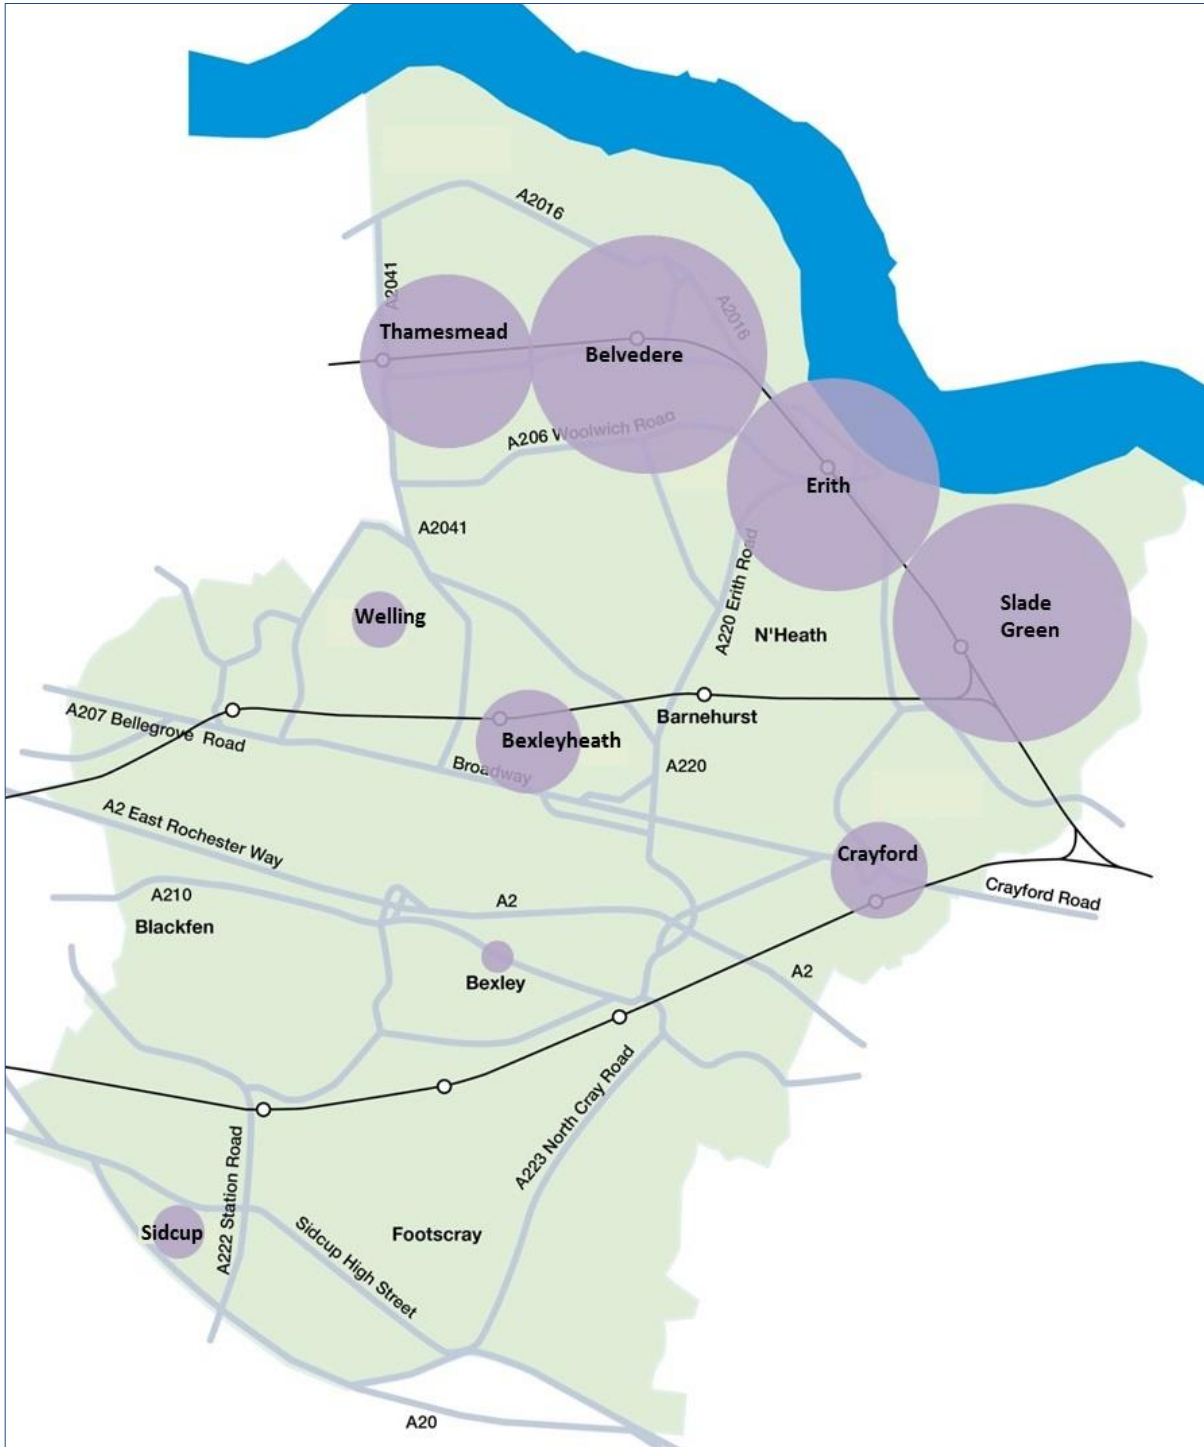 A2016
A2041
A2016
Thamesmead
Belvedere
A206 Woolwich Road
Erith
A2041
A220 Erith Road
Slade
Green
Welling
N'Heath
A207 Bellegrove Road
Barnehurst
Bexleyheath
Broadway
A220
A2 East Rochester Way
Crayford
Crayford Road
A210
A2
Blackfen
A2
Bexley
A223 North Cray Road
A222 Station Road
Sidcup
Sidcup High Street
Footscray
A20